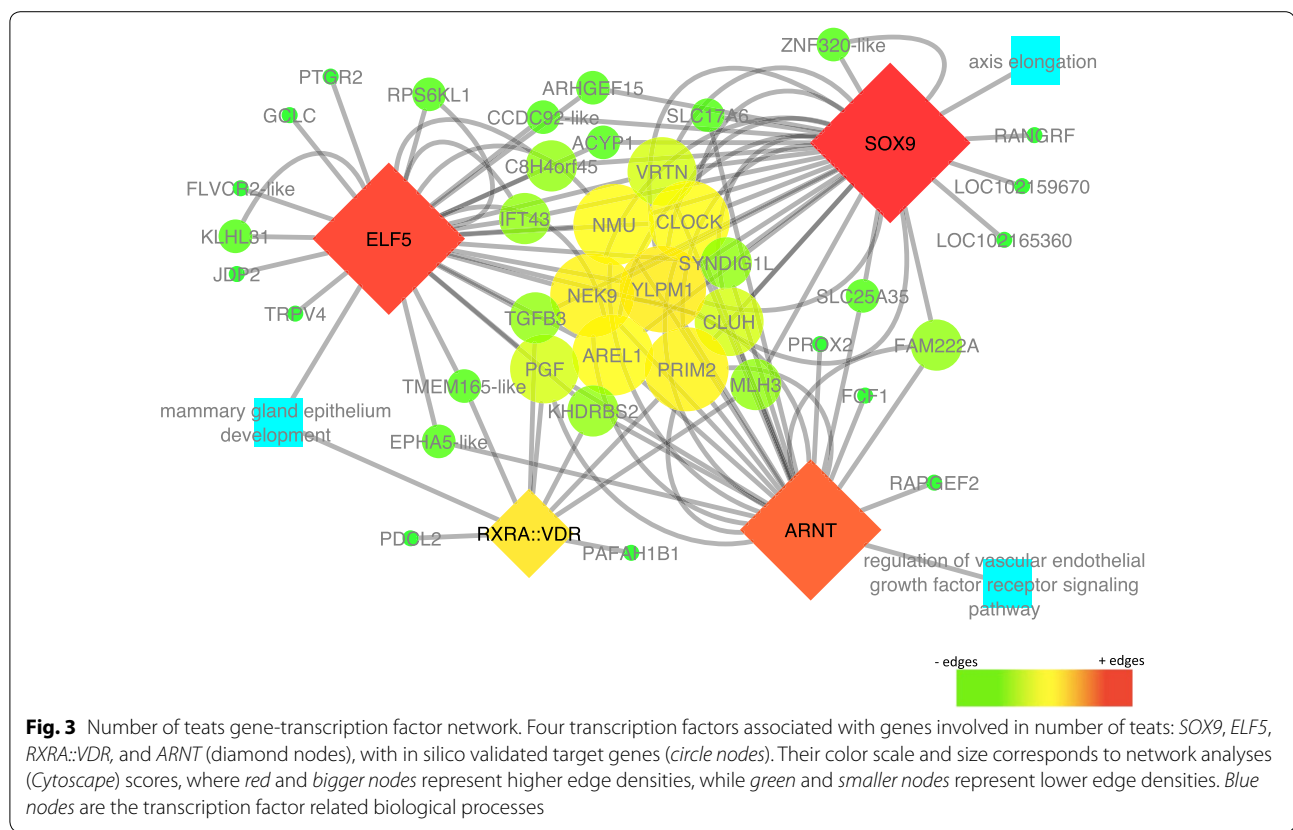 ZNF320-like
axis elongation
PTGR2
RPS6KL1
ARHGEF15
GCLC
CCDC92-like
SLC17A6
ACYP1
SOX9
RANGRF
C8H4orf45
VRTN
FLVCR2-like
LOC102159670
IFT43
NMU
CLOCK
KLHL31
ELF5
LOC102165360
SYNDIG1L
JDP2
NEK9
YLPM1
SLC25A35
TRPV4
TGFB3
CLUH
PROX2
FAM222A
AREL1
PGF
PRIM2
TMEM165-like
MLH3
FCF1
mammary gland epithelium
development
KHDRBS2
EPHA5-like
RAPGEF2
PDCL2
RXRA::VDR
PAFAH1B1
ARNT
regulation of vascular endothelial
growth factor receptor signaling
pathway
- edges
+ edges
Fig. 3 Number of teats gene-transcription factor network. Four transcription factors associated with genes involved in number of teats: SOX9, ELF5,
RXRA::VDR, and ARNT (diamond nodes), with in silico validated target genes (circle nodes). Their color scale and size corresponds to network analyses
(Cytoscape) scores, where red and bigger nodes represent higher edge densities, while green and smaller nodes represent lower edge densities. Blue
nodes are the transcription factor related biological processes